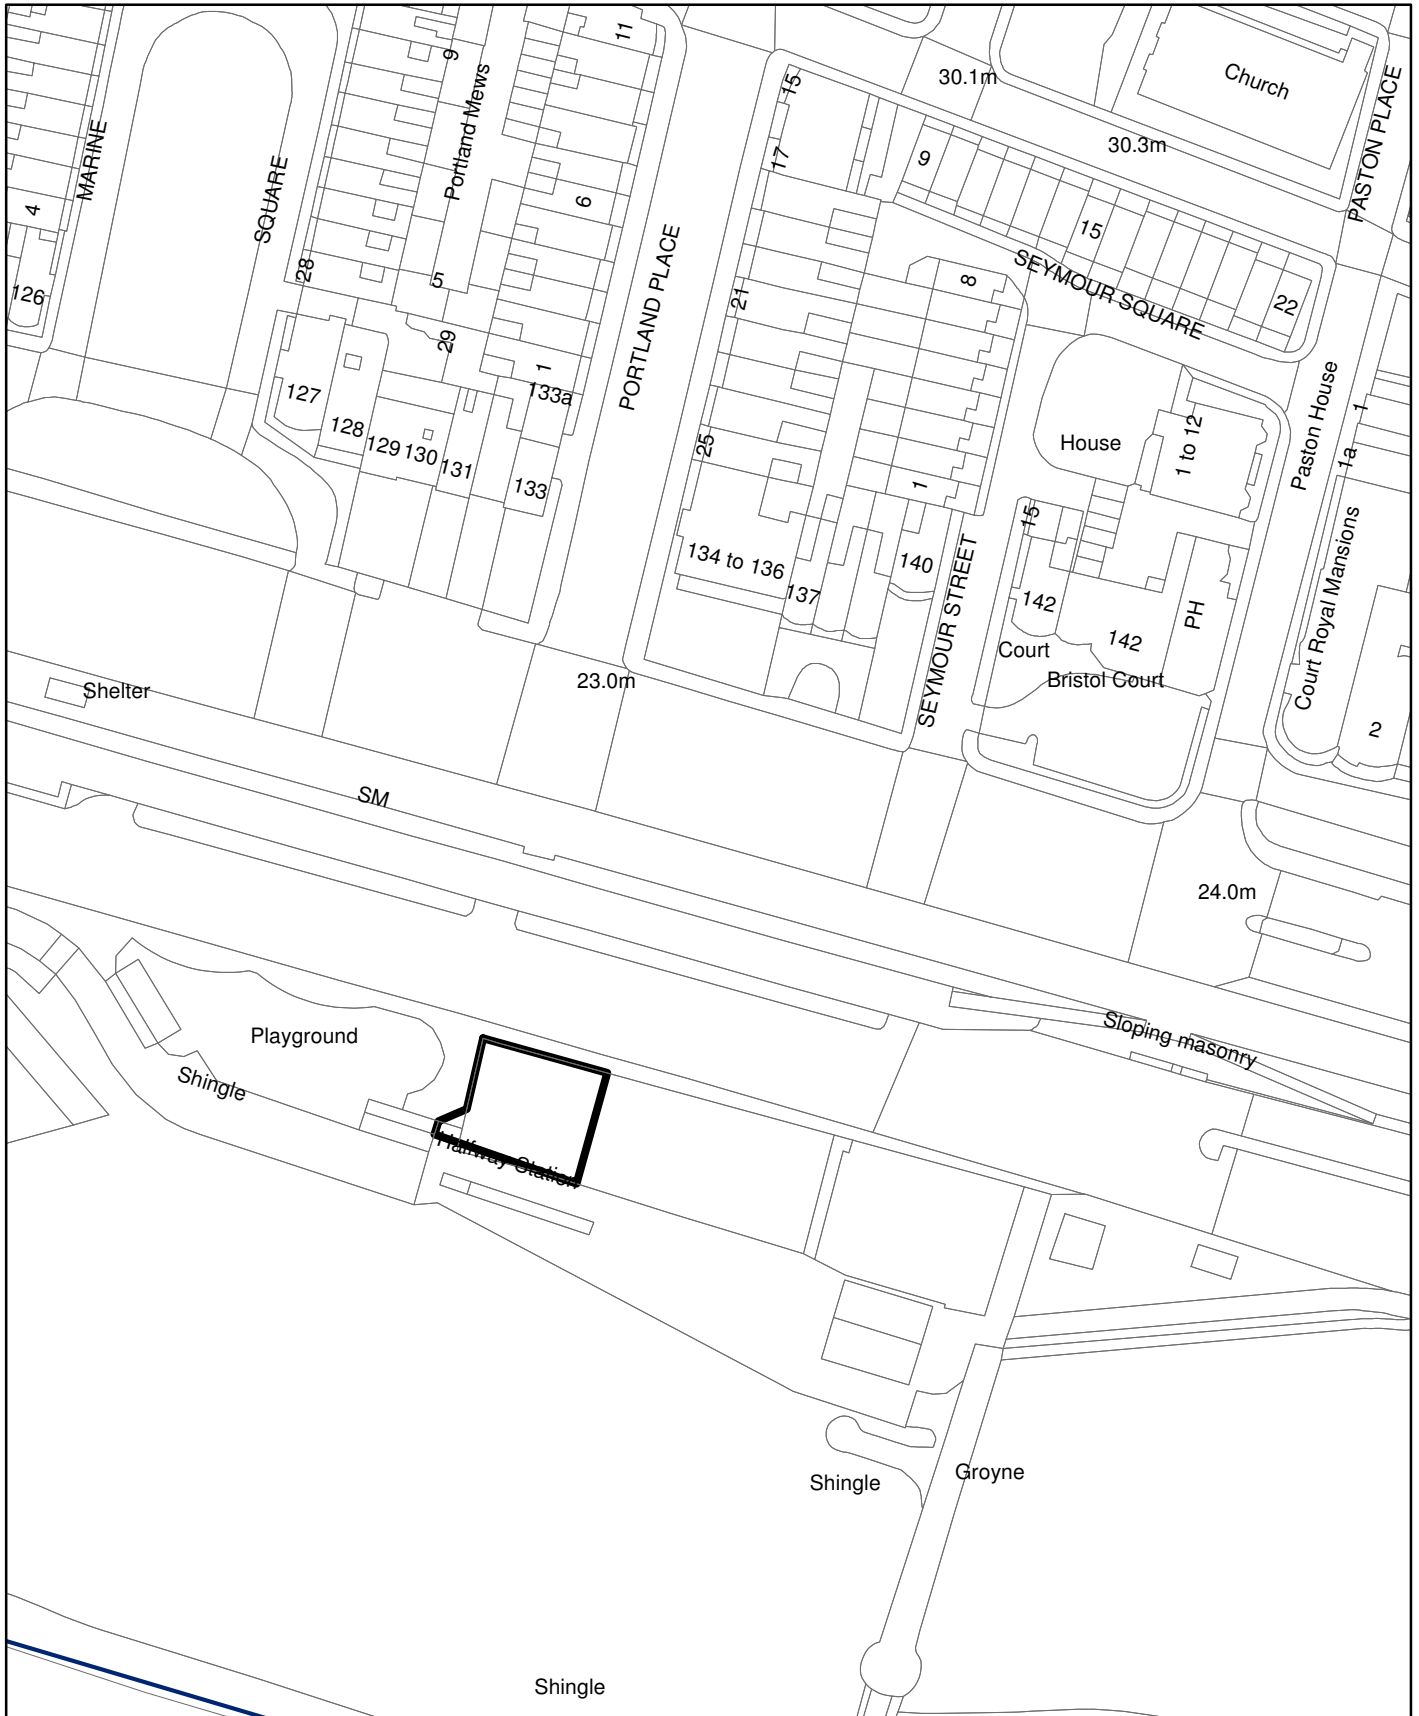 11
9
Portland Mews
15
30.1m
Church
PASTON PLACE
MARINE
SQUARE
17
9
30.3m
4
6
15
PORTLAND PLACE
SEYMOUR SQUARE
28
5
8
126
21
22
29
1
133a
127
128
129
130
131
133
25
House
1 to 12
Paston House
1
1a
1
15
Court Royal Mansions
134 to 136
137
140
SEYMOUR STREET
142
142
PH
Court
Bristol Court
Shelter
23.0m
2
SM
24.0m
Playground
Sloping masonry
Shingle
Halfway Station
Shingle
Groyne
Shingle